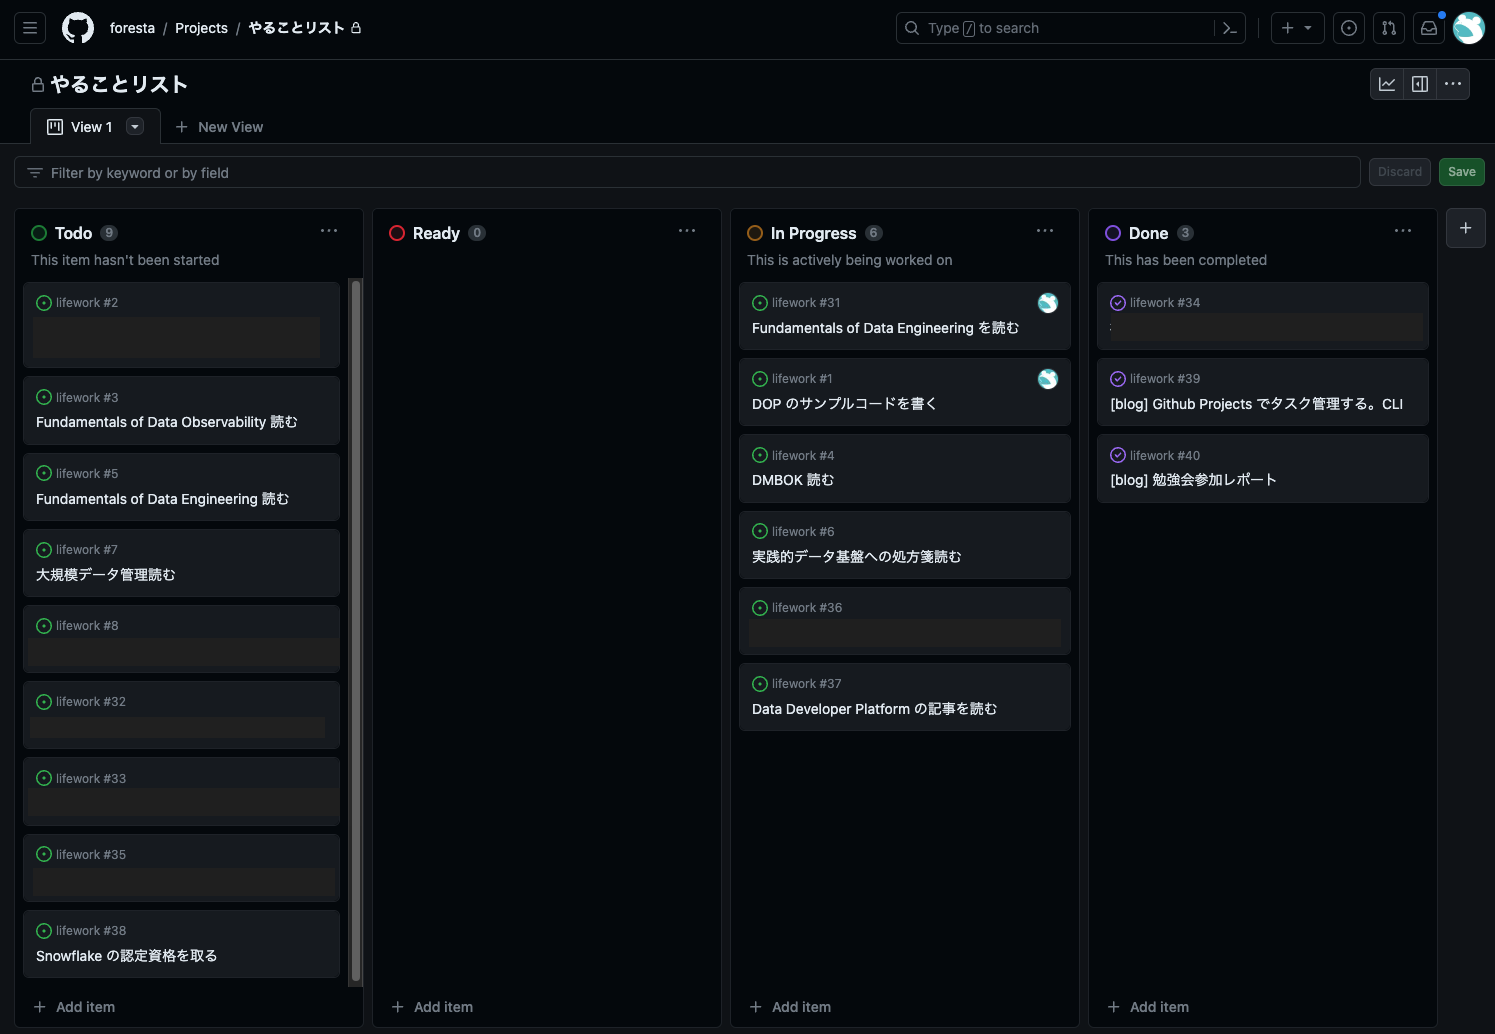 foresta / Projects / やることリスト
Type / to search
やることリスト
View 1
New View
Filter by keyword or by field
Discard
Save
Todo 9
This item hasn't been started
lifework #2
lifework #3
Fundamentals of Data Observability 読む
lifework #5
Fundamentals of Data Engineering 読む
lifework #7
大規模データ管理読む
lifework #8
lifework #32
lifework #33
lifework #35
lifework #38
Snowflake の認定資格を取る
Add item
Ready 0
Add item
In Progress 6
This is actively being worked on
lifework #31
Fundamentals of Data Engineering を読む
lifework #1
DOP のサンプルコードを書く
lifework #4
DMBOK 読む
lifework #6
実践的データ基盤への処方箋読む
lifework #36
lifework #37
Data Developer Platform の記事を読む
Add item
Done 3
This has been completed
lifework #34
lifework #39
[blog] Github Projects でタスク管理する。CLI
lifework #40
[blog] 勉強会参加レポート
Add item